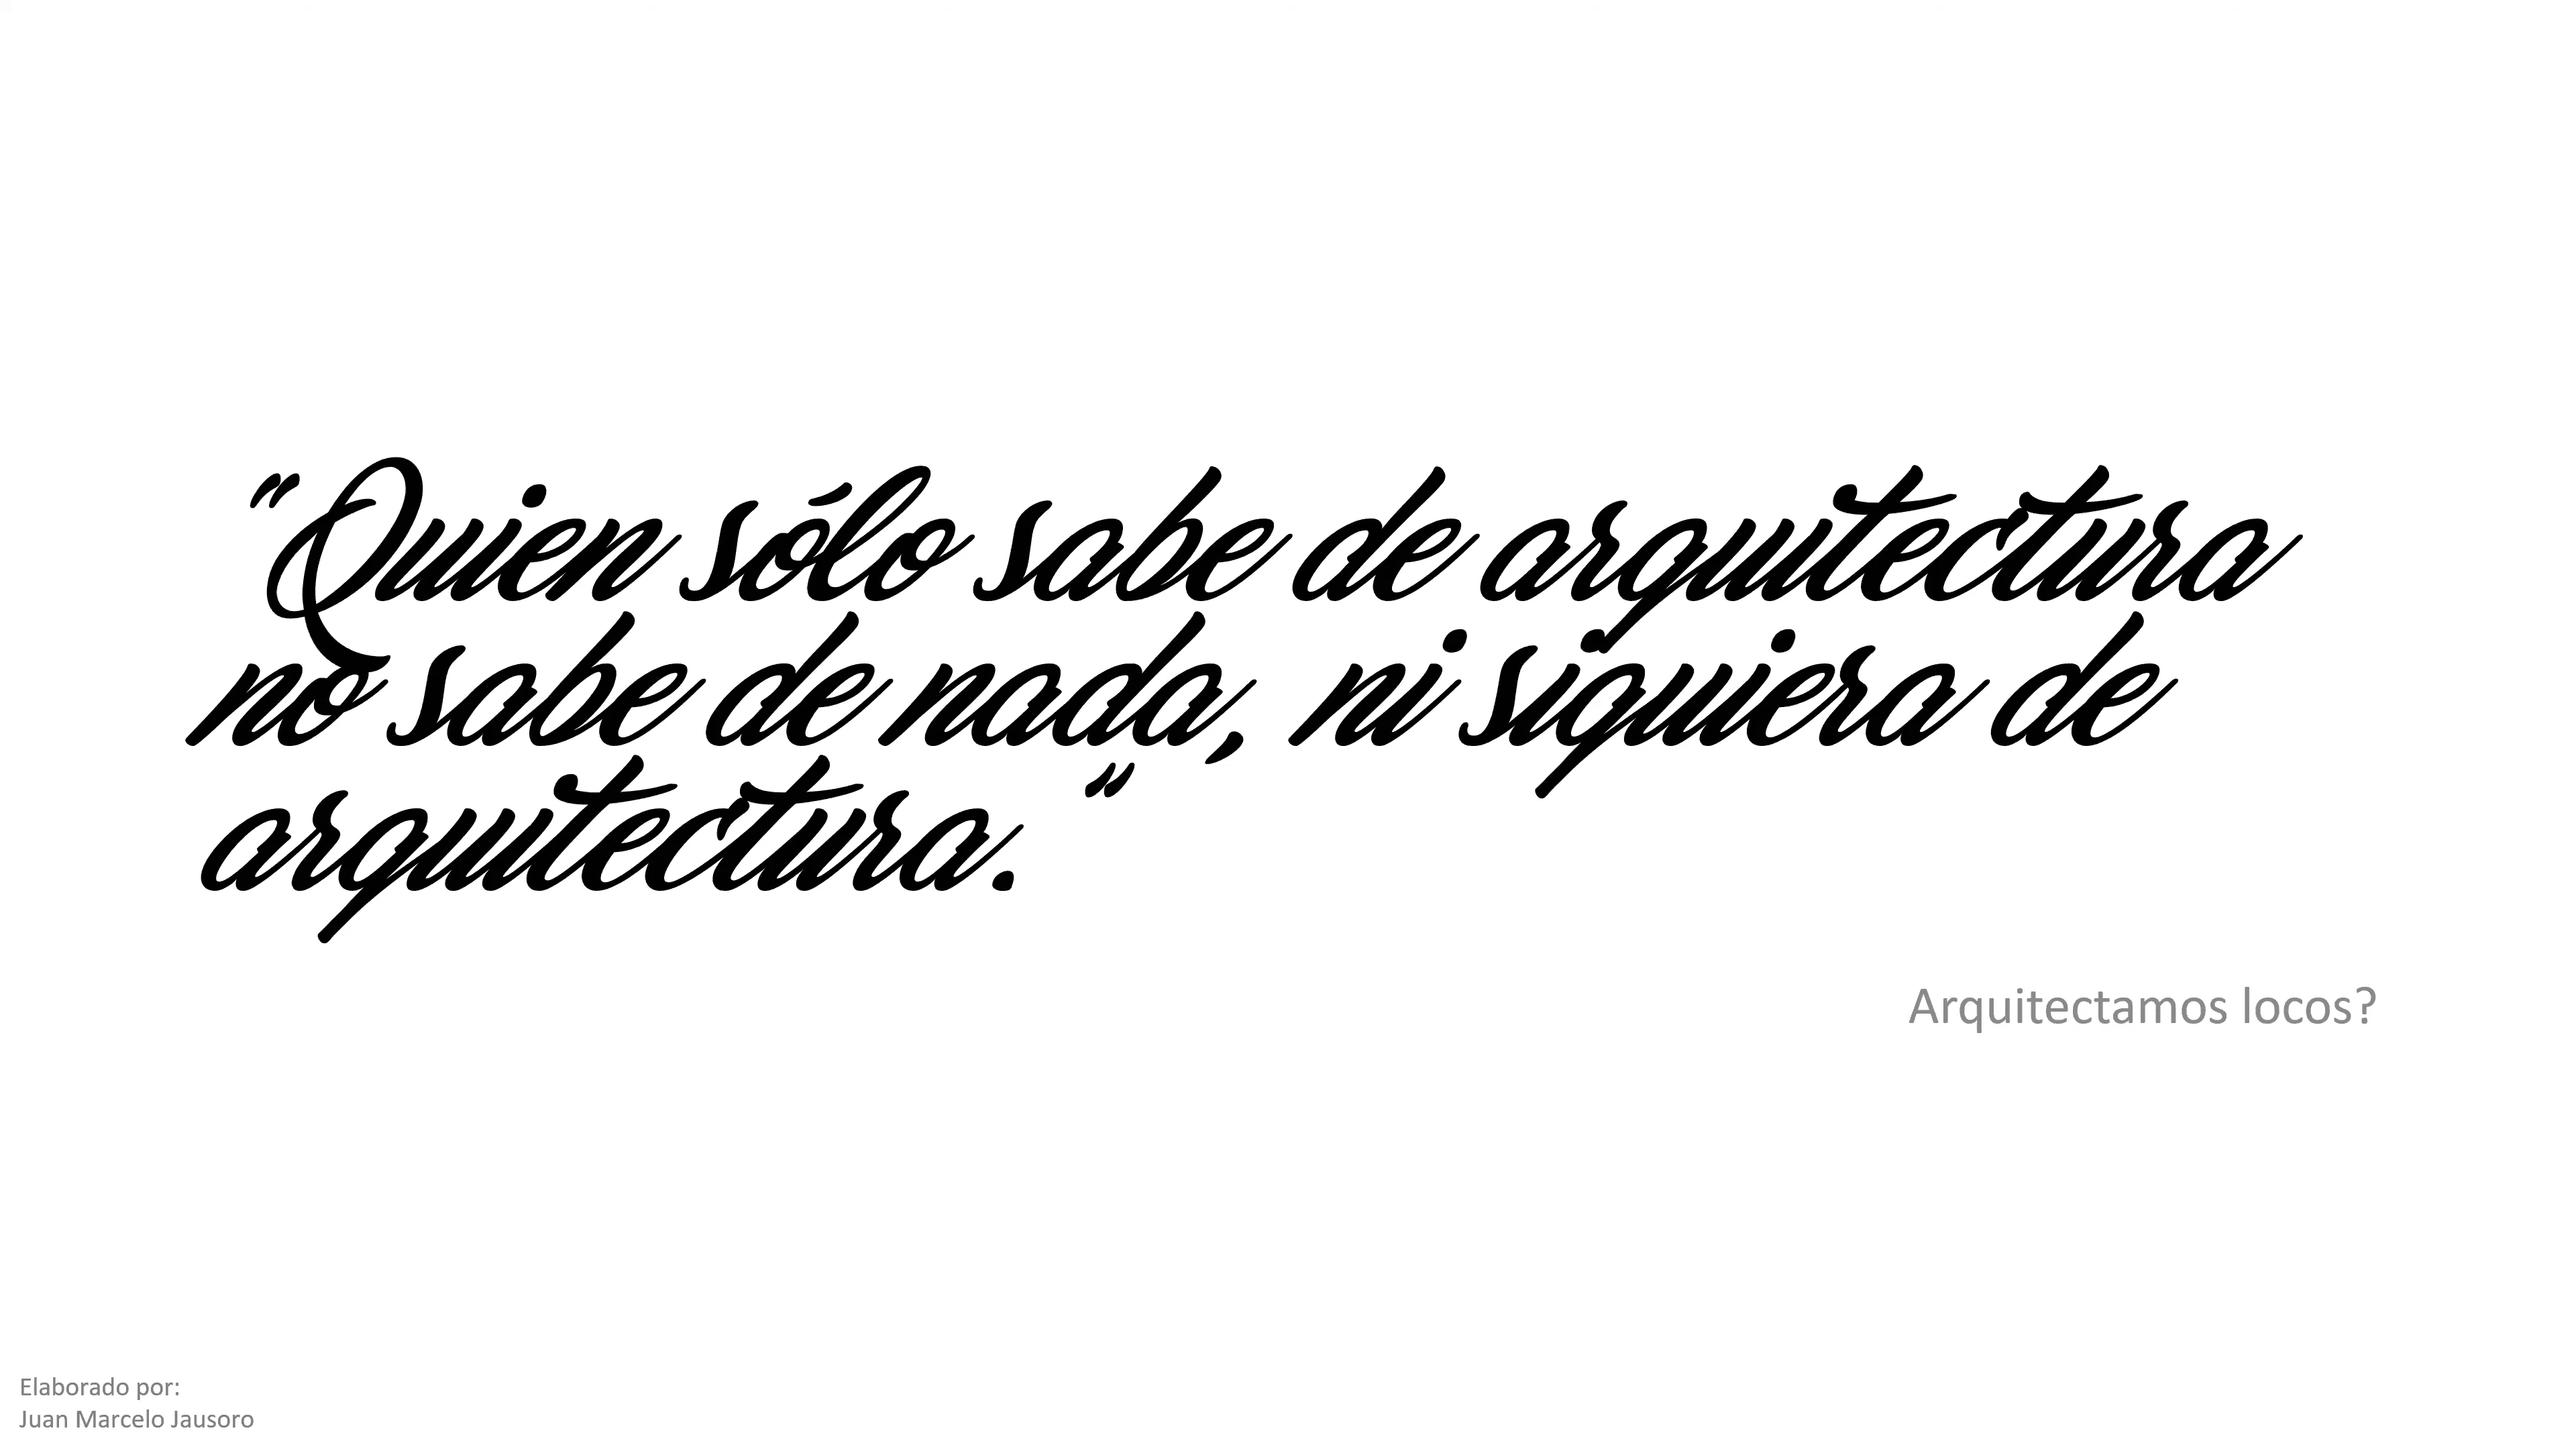 "Quien sólo sabe de arquitectura
no sabe de nada, ni siquiera de
arquitectura."
Arquitectamos locos?
Elaborado por:
Juan Marcelo Jausoro